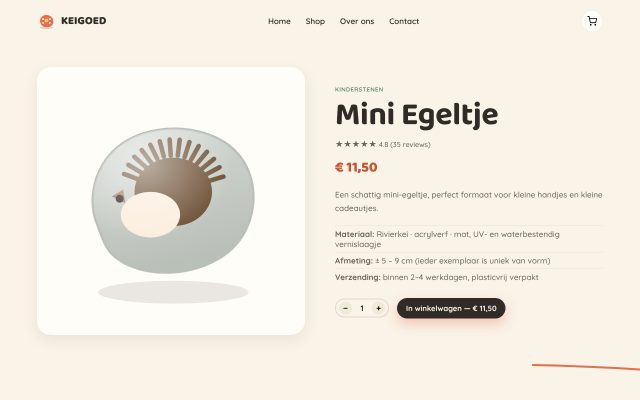 KEIGOED
Home Shop Over ons Contact
KINDERSTENEN
Mini Egeltje
★★★★★ 4.8 (35 reviews)
€ 11,50
Een schattig mini-egeltje, perfect formaat voor kleine handjes en kleine
cadeautjes.
Materiaal: Rivierkei · acrylverf · mat, UV- en waterbestendig
vernislaagje
Afmeting: ± 5 – 9 cm (ieder exemplaar is uniek van vorm)
Verzending: binnen 2–4 werkdagen, plasticvrij verpakt
− 1 + In winkelwagen — € 11,50